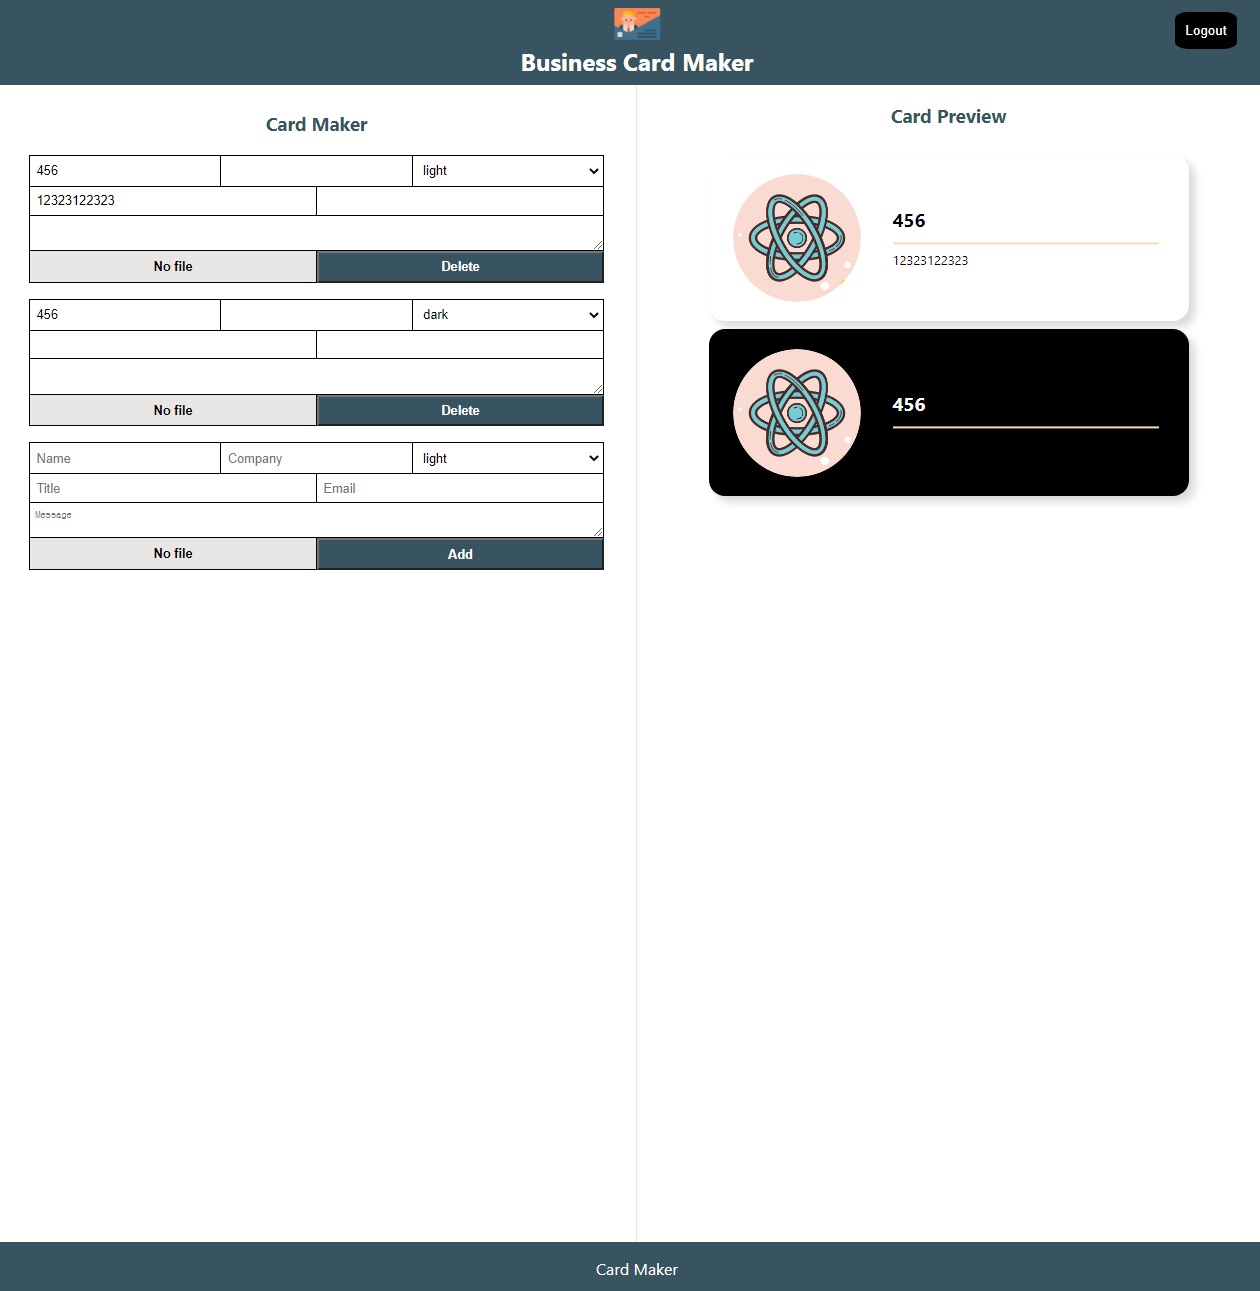 Business Card Maker
Logout
Card Maker
456
light
12323122323
No file
Delete
456
dark
No file
Delete
Name
Company
light
Title
Email
Message
No file
Add
Card Preview
456
12323122323
456
Card Maker